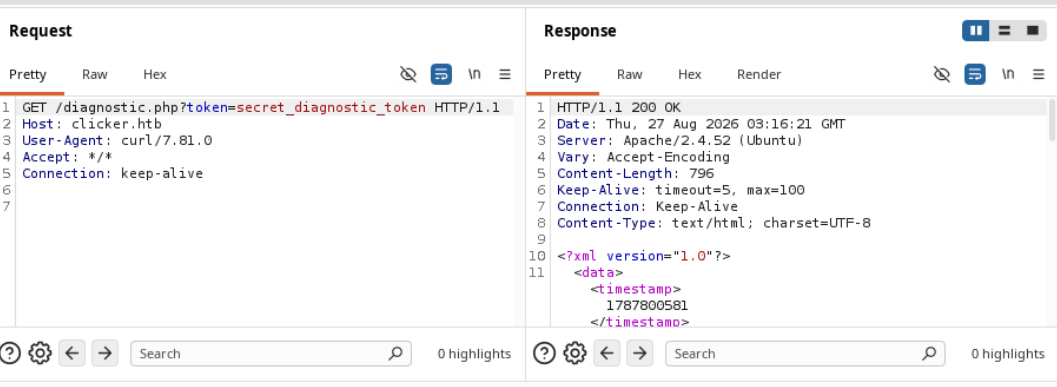 Request
Pretty Raw Hex \n
1 GET /diagnostic.php?token=secret_diagnostic_token HTTP/1.1
2 Host: clicker.htb
3 User-Agent: curl/7.81.0
4 Accept: */*
5 Connection: keep-alive
6
7
Search 0 highlights
Response
Pretty Raw Hex Render \n
1 HTTP/1.1 200 OK
2 Date: Thu, 27 Aug 2026 03:16:21 GMT
3 Server: Apache/2.4.52 (Ubuntu)
4 Vary: Accept-Encoding
5 Content-Length: 796
6 Keep-Alive: timeout=5, max=100
7 Connection: Keep-Alive
8 Content-Type: text/html; charset=UTF-8
9
10 <?xml version="1.0"?>
11 <data>
<timestamp>
1787800581
</timestamp>
Search 0 highlights